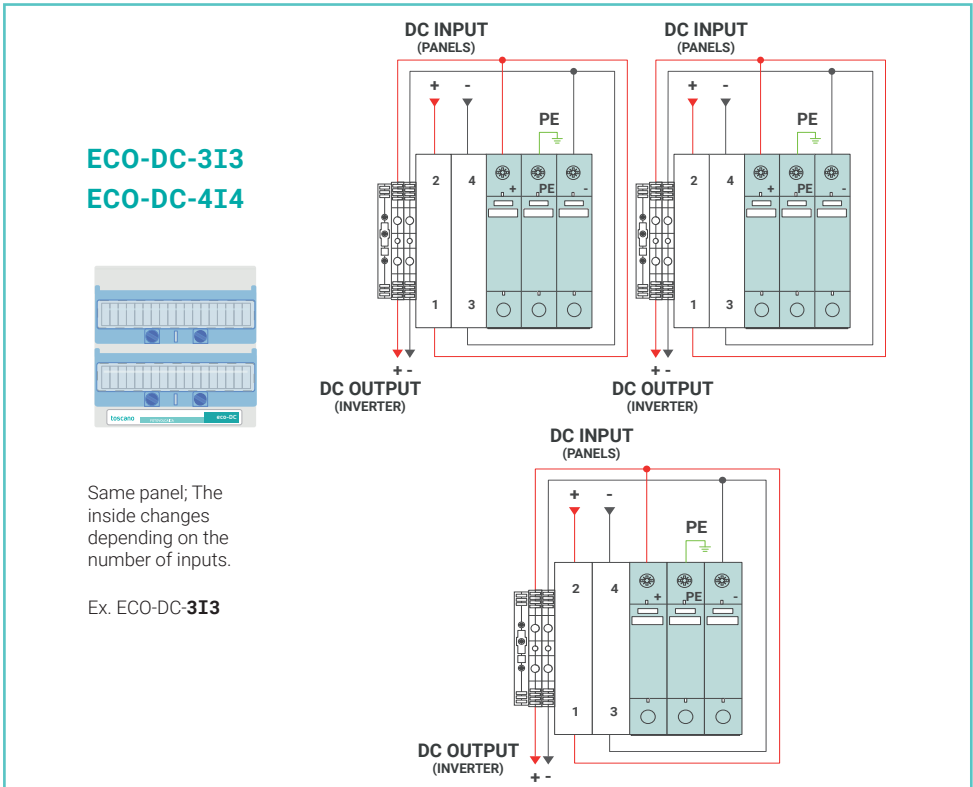 ECO-DC-3I3
ECO-DC-4I4
toscano
eco-DC
Same panel; The
inside changes
depending on the
number of inputs.
Ex. ECO-DC-3I3
DC INPUT
(PANELS)
+ -
PE
2 4
+ PE -
1 3
+ -
DC OUTPUT
(INVERTER)
DC INPUT
(PANELS)
+ -
PE
2 4
+ PE -
1 3
+ -
DC OUTPUT
(INVERTER)
DC INPUT
(PANELS)
+ -
PE
2 4
+ PE -
1 3
DC OUTPUT
(INVERTER)
+ -